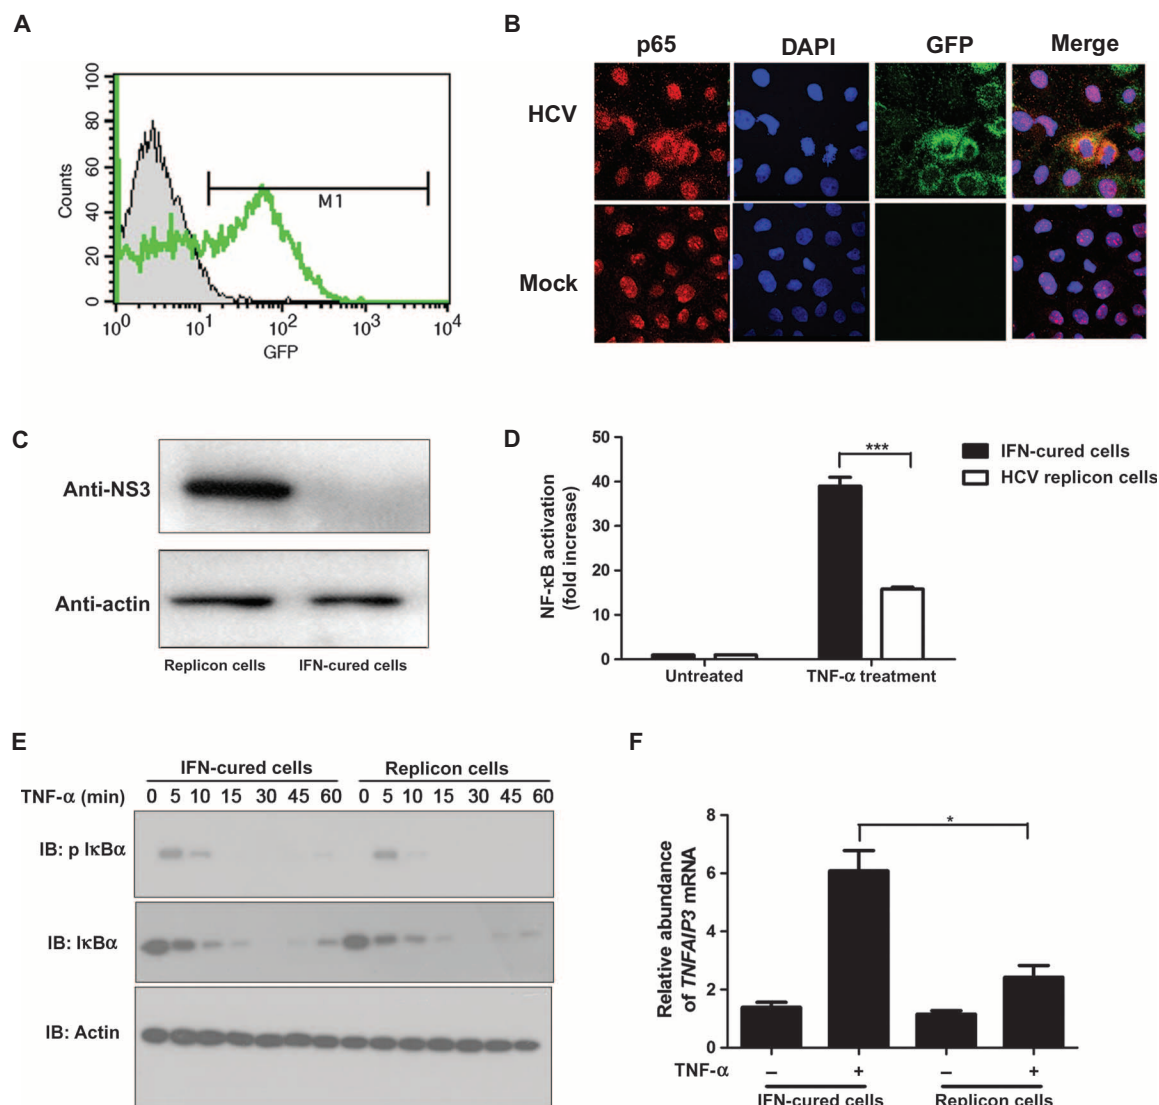 A
Counts
100
80
60
40
20
0
M1
10^0 10^1 10^2 10^3 10^4
GFP
B
p65 DAPI GFP Merge
HCV
Mock
C
Anti-NS3
Anti-actin
Replicon cells IFN-cured cells
D
NF-κB activation
(fold increase)
50
40
30
20
10
0
***
IFN-cured cells
HCV replicon cells
Untreated TNF-α treatment
E
IFN-cured cells Replicon cells
TNF-α (min) 0 5 10 15 30 45 60 0 5 10 15 30 45 60
IB: p IκBα
IB: IκBα
IB: Actin
F
Relative abundance
of TNFAIP3 mRNA
8
6
4
2
0
*
TNF-α – + – +
IFN-cured cells Replicon cells